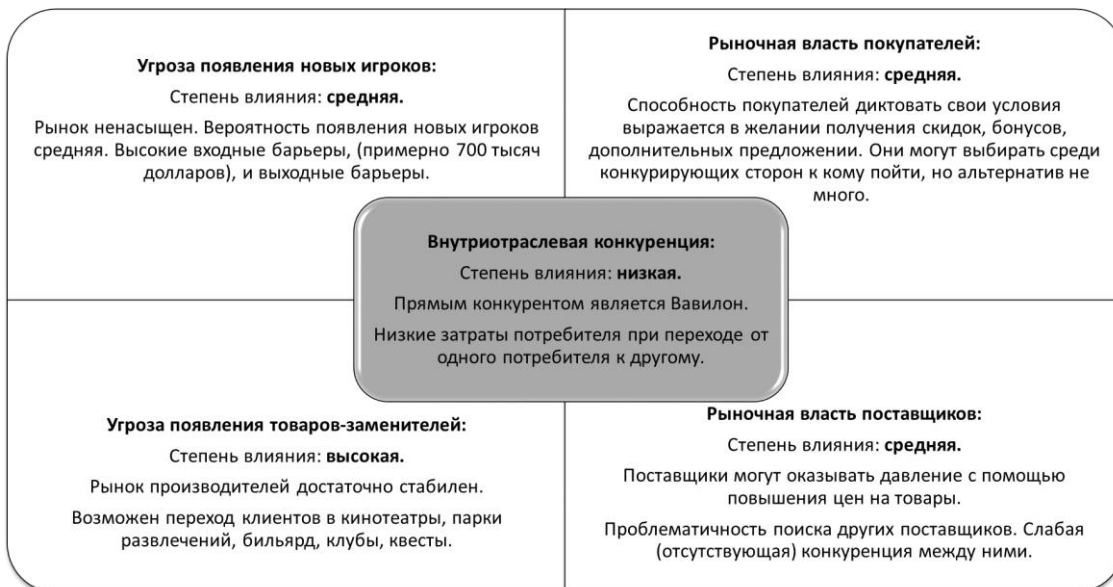 Угроза появления новых игроков:
Степень влияния: средняя.
Рынок ненасыщен. Вероятность появления новых игроков
средняя. Высокие входные барьеры, (примерно 700 тысяч
долларов), и выходные барьеры.
Рыночная власть покупателей:
Степень влияния: средняя.
Способность покупателей диктовать свои условия
выражается в желании получения скидок, бонусов,
дополнительных предложении. Они могут выбирать среди
конкурирующих сторон к кому пойти, но альтернатив не
много.
Внутриотраслевая конкуренция:
Степень влияния: низкая.
Прямым конкурентом является Вавилон.
Низкие затраты потребителя при переходе от
одного потребителя к другому.
Угроза появления товаров-заменителей:
Степень влияния: высокая.
Рынок производителей достаточно стабилен.
Возможен переход клиентов в кинотеатры, парки
развлечений, бильярд, клубы, квесты.
Рыночная власть поставщиков:
Степень влияния: средняя.
Поставщики могут оказывать давление с помощью
повышения цен на товары.
Проблематичность поиска других поставщиков. Слабая
(отсутствующая) конкуренция между ними.